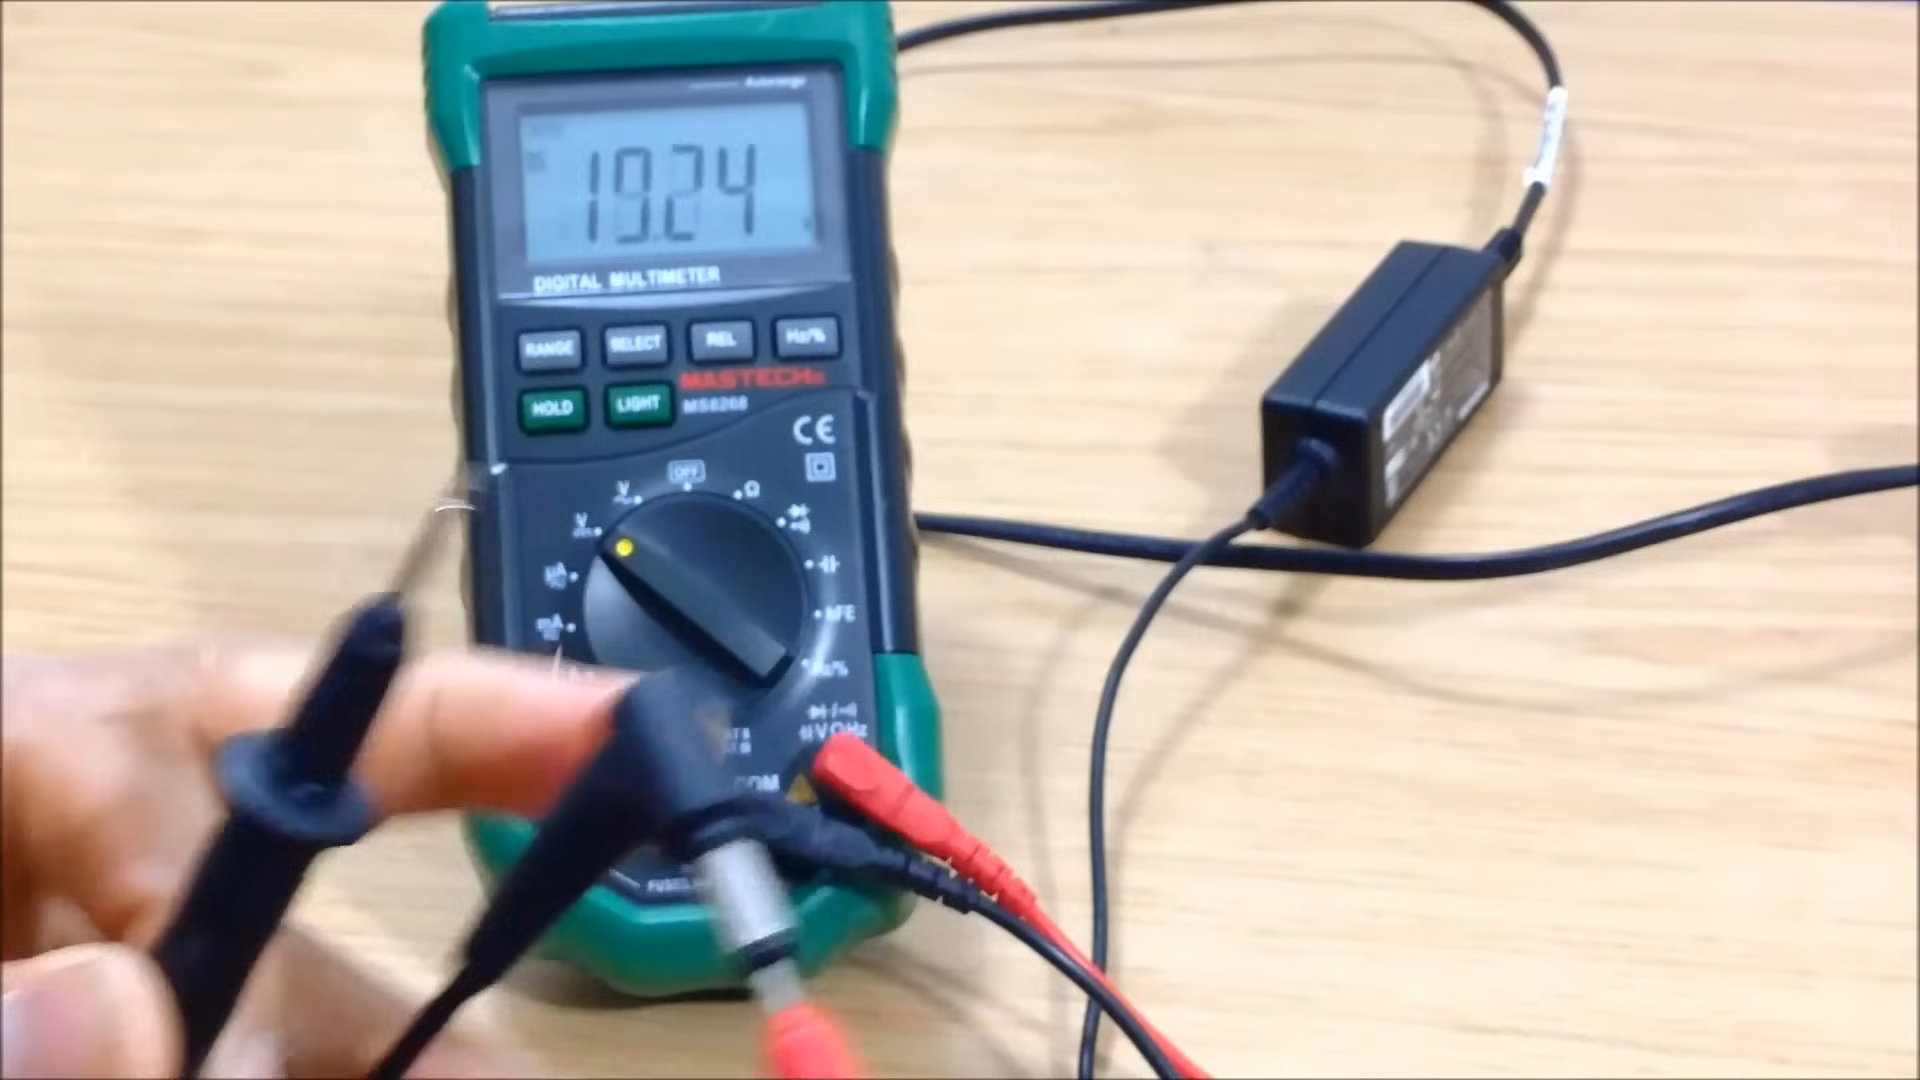 Autorange
19.24
DIGITAL MULTIMETER
RANGE SELECT REL Hz/%
HOLD LIGHT MASTECH
MS8268
CE
OFF
V Ω
V
µA
hFE
mA
Hz%
VΩHz
COM